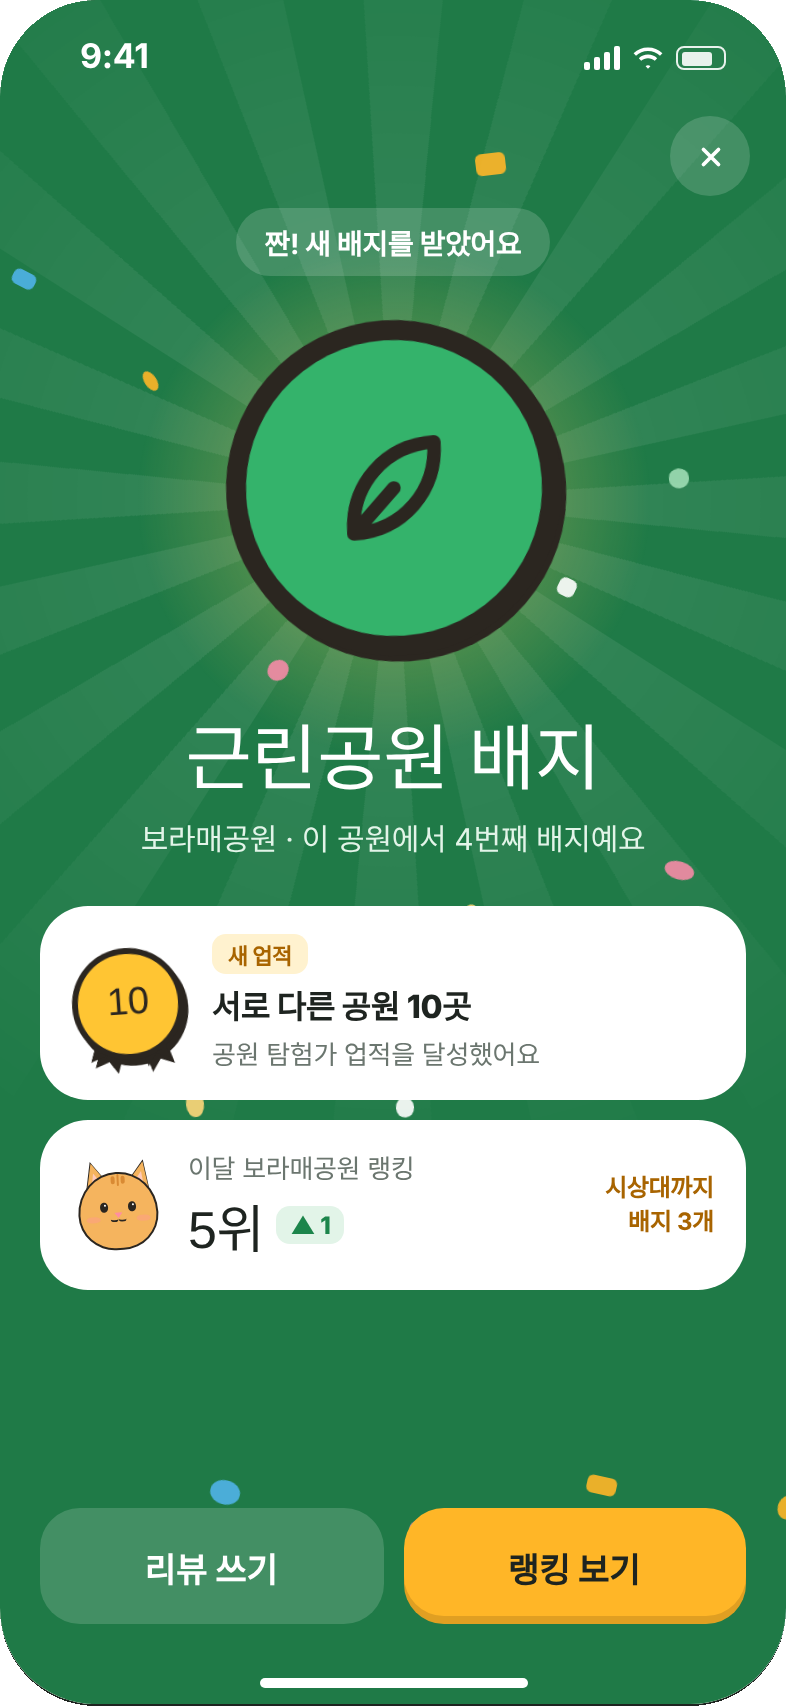 9:41
짠! 새 배지를 받았어요
근린공원 배지
보라매공원 · 이 공원에서 4번째 배지예요
10
새 업적
서로 다른 공원 10곳
공원 탐험가 업적을 달성했어요
이달 보라매공원 랭킹
5위 ▲ 1
시상대까지
배지 3개
리뷰 쓰기
랭킹 보기